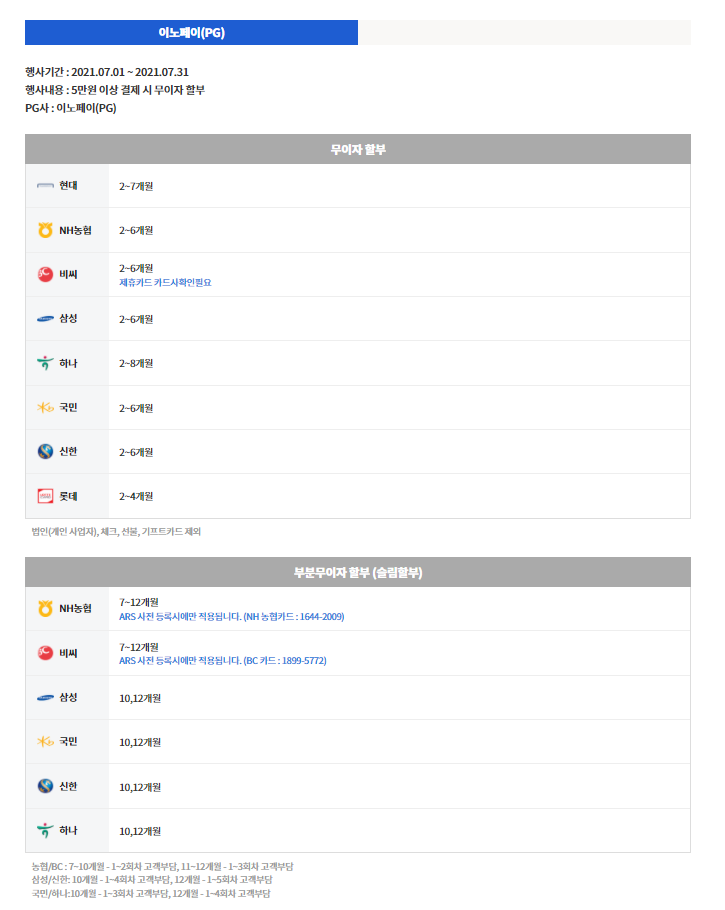 이노페이(PG)
행사기간 : 2021.07.01 ~ 2021.07.31
행사내용 : 5만원 이상 결제 시 무이자 할부
PG사 : 이노페이(PG)
무이자 할부
현대 2~7개월
NH농협 2~6개월
비씨 2~6개월
제휴카드 카드사확인필요
삼성 2~6개월
하나 2~8개월
국민 2~6개월
신한 2~6개월
롯데 2~4개월
법인(개인 사업자), 체크, 선불, 기프트카드 제외
부분무이자 할부 (슬림할부)
NH농협 7~12개월
ARS 사전 등록시에만 적용됩니다. (NH 농협카드 : 1644-2009)
비씨 7~12개월
ARS 사전 등록시에만 적용됩니다. (BC 카드 : 1899-5772)
삼성 10,12개월
국민 10,12개월
신한 10,12개월
하나 10,12개월
농협/BC : 7~10개월 - 1~2회차 고객부담, 11~12개월 - 1~3회차 고객부담
삼성/신한: 10개월 - 1~4회차 고객부담, 12개월 - 1~5회차 고객부담
국민/하나:10개월 - 1~3회차 고객부담, 12개월 - 1~4회차 고객부담